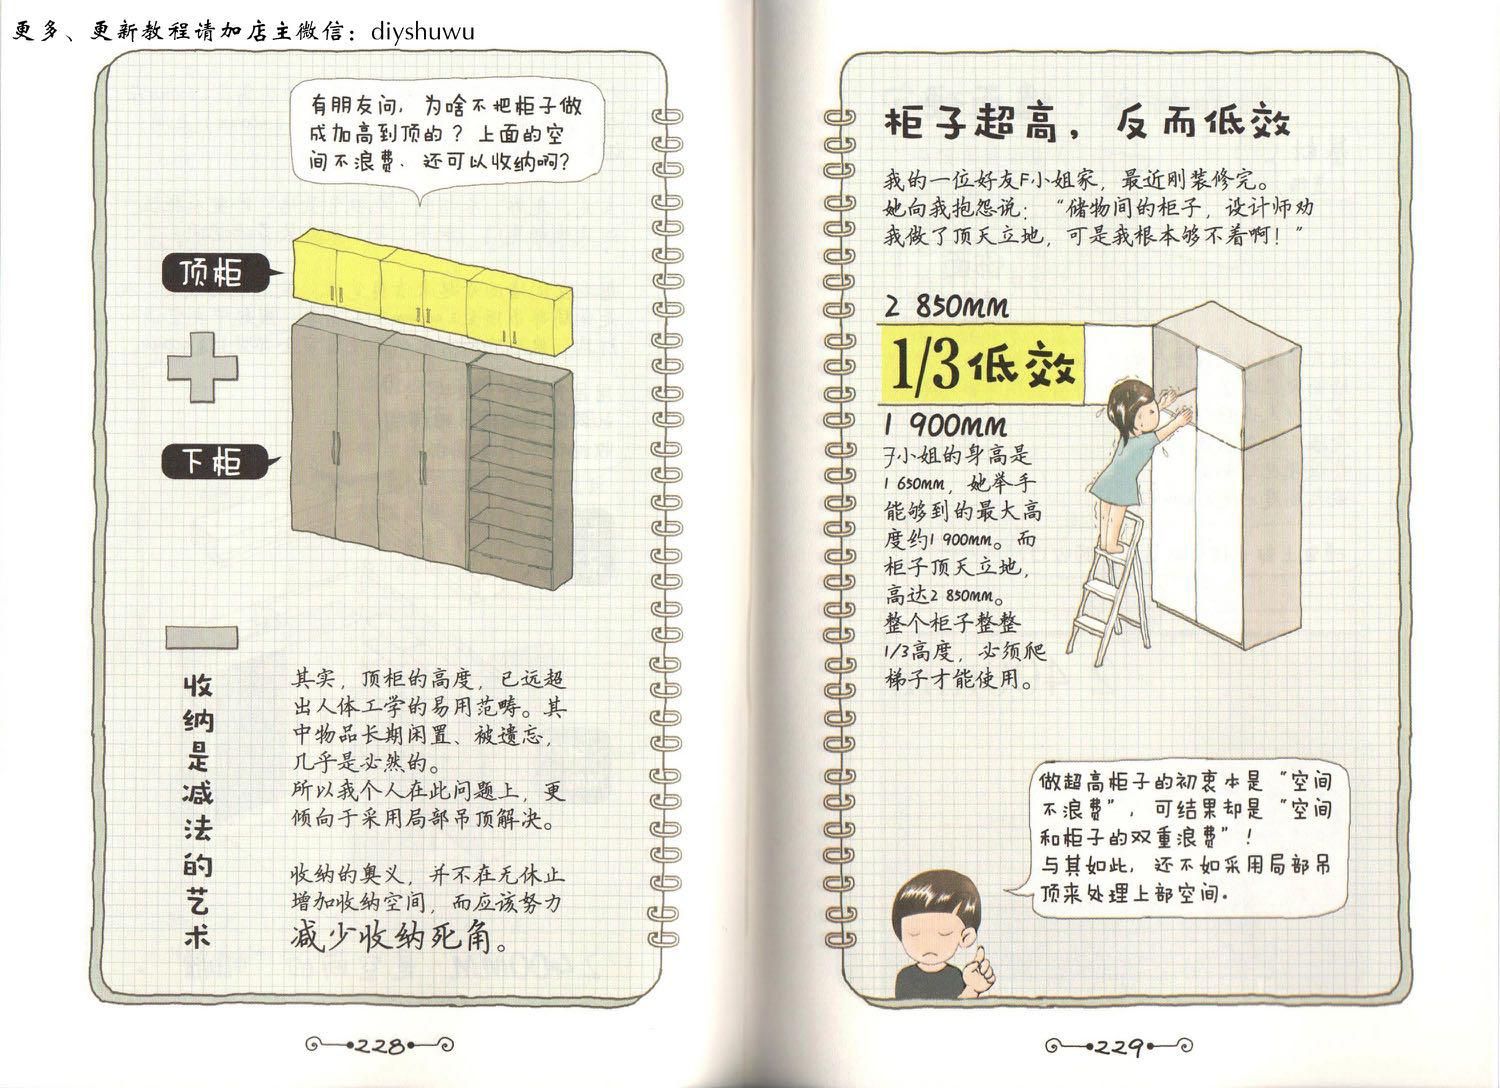 更多、更新教程请加店主微信：diyshuwu
有朋友问，为啥不把柜子做
成加高到顶的？上面的空
间不浪费，还可以收纳啊？
顶柜
下柜
收纳是减法的艺术
其实，顶柜的高度，已远超
出人体工学的易用范畴。其
中物品长期闲置、被遗忘，
几乎是必然的。
所以我个人在此问题上，更
倾向于采用局部吊顶解决。
收纳的奥义，并不在无休止
增加收纳空间，而应该努力
减少收纳死角。
228
柜子超高，反而低效
我的一位好友F小姐家，最近刚装修完。
她向我抱怨说：“储物间的柜子，设计师劝
我做了顶天立地，可是我根本够不着啊！”
2 850mm
1/3低效
1 900mm
F小姐的身高是
1 650mm，她举手
能够到的最大高
度约1 900mm。而
柜子顶天立地，
高达2 850mm。
整个柜子整整
1/3高度，必须爬
梯子才能使用。
做超高柜子的初衷本是“空间
不浪费”，可结果却是“空间
和柜子的双重浪费”！
与其如此，还不如采用局部吊
顶来处理上部空间.
229